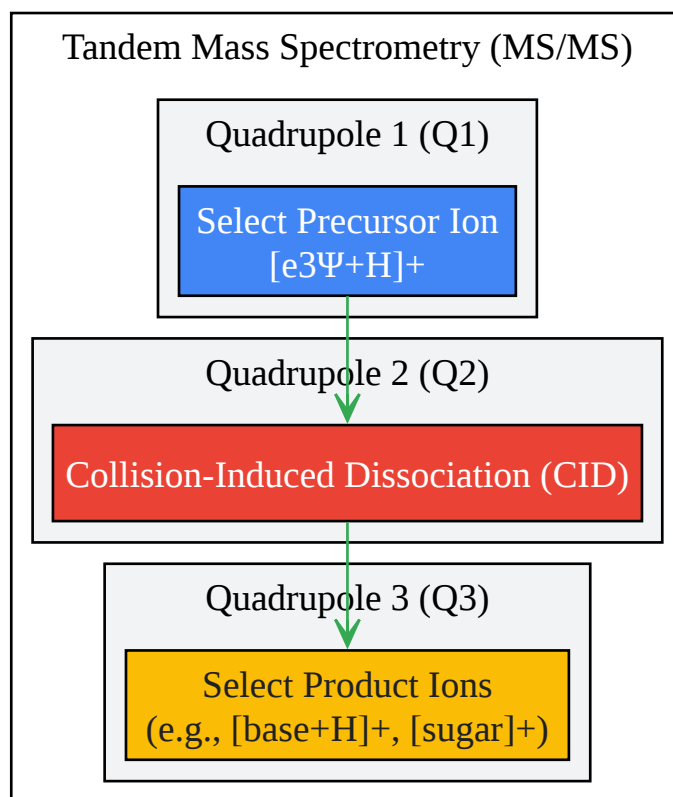 Tandem Mass Spectrometry (MS/MS)
Quadrupole 1 (Q1)
Select Precursor Ion
[e3Ψ+H]+
Quadrupole 2 (Q2)
Collision-Induced Dissociation (CID)
Quadrupole 3 (Q3)
Select Product Ions
(e.g., [base+H]+, [sugar]+)